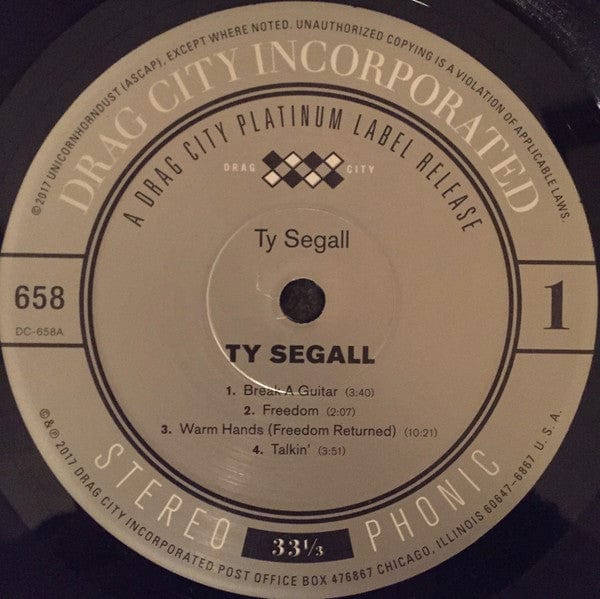 © 2017 UNICORNHORNDUST (ASCAP), EXCEPT WHERE NOTED. UNAUTHORIZED COPYING IS A VIOLATION OF APPLICABLE LAWS.
DRAG CITY INCORPORATED
A DRAG CITY PLATINUM LABEL RELEASE
DRAG CITY
Ty Segall
658
DC-658A
1
TY SEGALL
1. Break A Guitar (3:40)
2. Freedom (2:07)
3. Warm Hands (Freedom Returned) (10:21)
4. Talkin' (3:51)
STEREO PHONIC
33⅓
©&℗ 2017 DRAG CITY INCORPORATED POST OFFICE BOX 476867 CHICAGO, ILLINOIS 60647-6867 U.S.A.